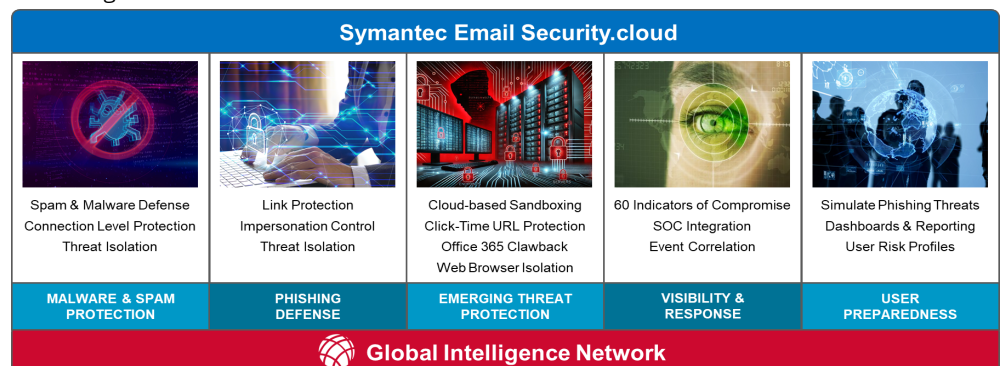 Symantec Email Security.cloud
Spam & Malware Defense
Connection Level Protection
Threat Isolation
MALWARE & SPAM
PROTECTION
Link Protection
Impersonation Control
Threat Isolation
PHISHING
DEFENSE
Cloud-based Sandboxing
Click-Time URL Protection
Office 365 Clawback
Web Browser Isolation
EMERGING THREAT
PROTECTION
60 Indicators of Compromise
SOC Integration
Event Correlation
VISIBILITY &
RESPONSE
Simulate Phishing Threats
Dashboards & Reporting
User Risk Profiles
USER
PREPAREDNESS
Global Intelligence Network